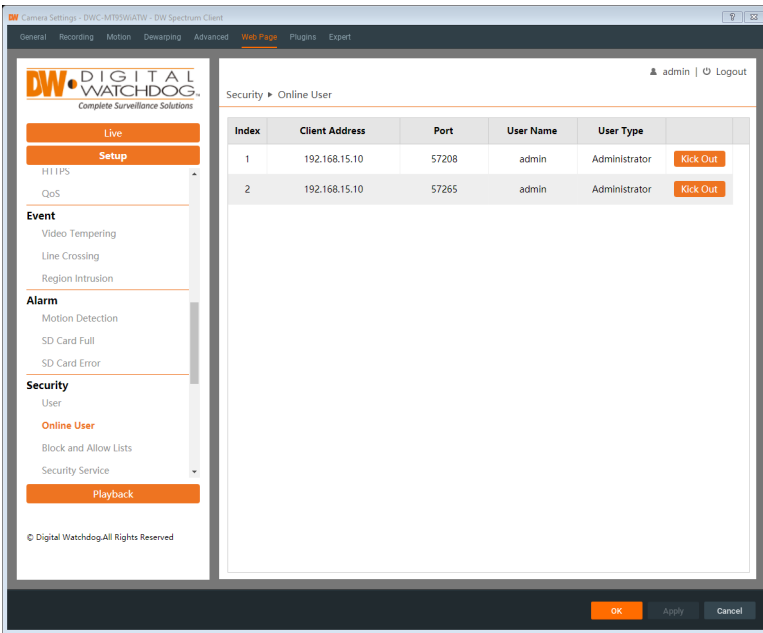 DW Camera Settings - DWC-MT95WiATW - DW Spectrum Client
General Recording Motion Dewarping Advanced Web Page Plugins Expert
DW DIGITAL
WATCHDOG
Complete Surveillance Solutions
Live
Setup
HTTPS
QoS
Event
Video Tempering
Line Crossing
Region Intrusion
Alarm
Motion Detection
SD Card Full
SD Card Error
Security
User
Online User
Block and Allow Lists
Security Service
Playback
© Digital Watchdog.All Rights Reserved
admin | Logout
Security ▶ Online User
Index Client Address Port User Name User Type
1 192.168.15.10 57208 admin Administrator Kick Out
2 192.168.15.10 57265 admin Administrator Kick Out
OK Apply Cancel